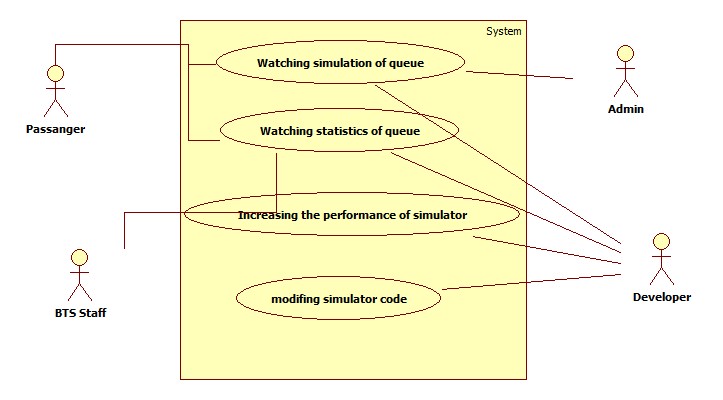 System
Watching simulation of queue
Admin
Passanger
Watching statistics of queue
Increasing the performance of simulator
Developer
modifing simulator code
BTS Staff